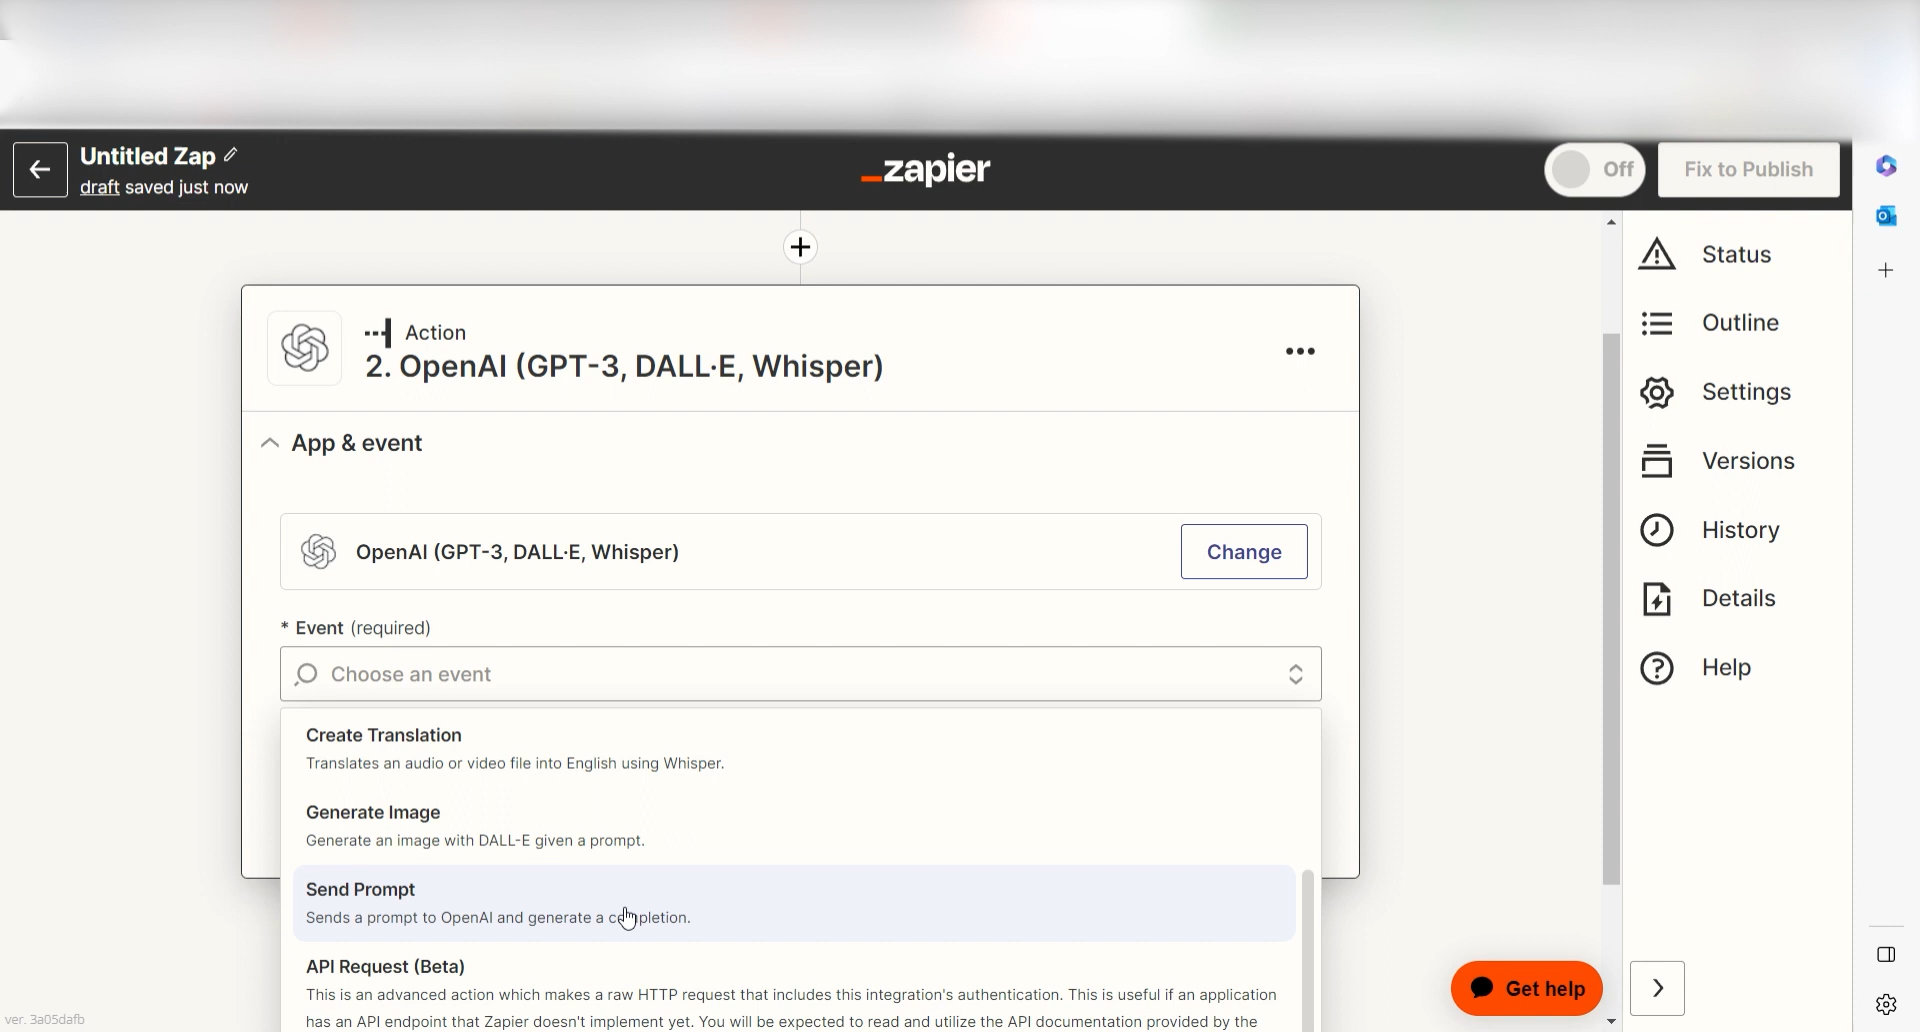 Untitled Zap
draft saved just now
zapier
Off
Fix to Publish
Action
2. OpenAI (GPT-3, DALL·E, Whisper)
App & event
OpenAI (GPT-3, DALL·E, Whisper)
Change
* Event (required)
Choose an event
Create Translation
Translates an audio or video file into English using Whisper.
Generate Image
Generate an image with DALL-E given a prompt.
Send Prompt
Sends a prompt to OpenAI and generate a completion.
API Request (Beta)
This is an advanced action which makes a raw HTTP request that includes this integration's authentication. This is useful if an application
has an API endpoint that Zapier doesn't implement yet. You will be expected to read and utilize the API documentation provided by the
Status
Outline
Settings
Versions
History
Details
Help
Get help
ver. 3a05dafb